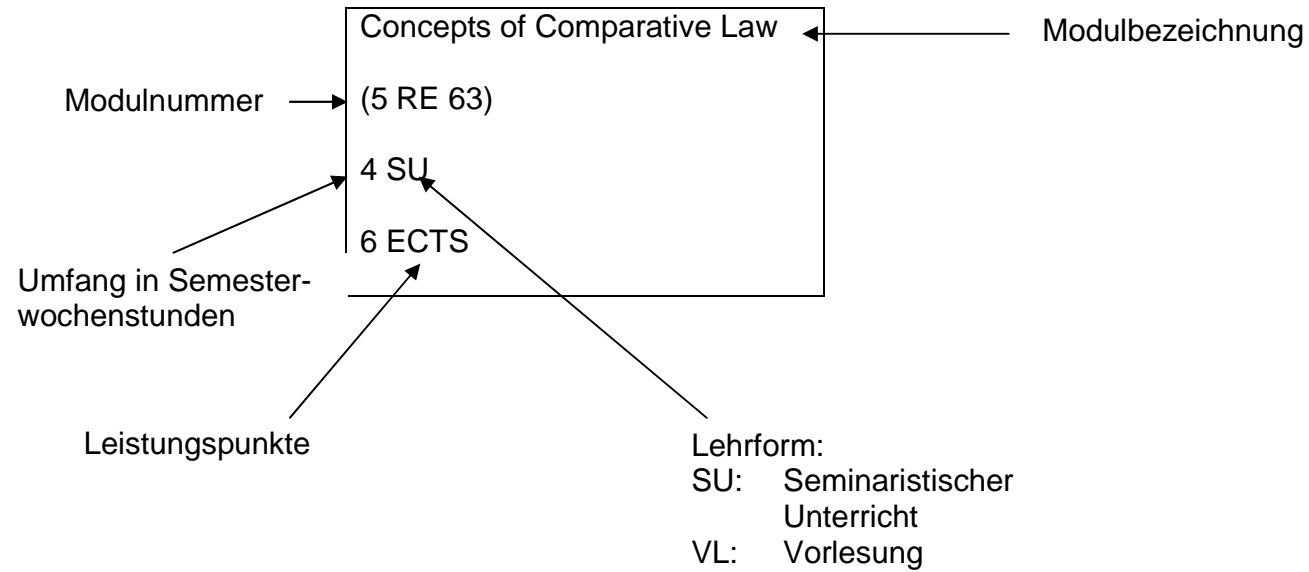 Concepts of Comparative Law
Modulbezeichnung
Modulnummer
(5 RE 63)
4 SU
6 ECTS
Umfang in Semester-
wochenstunden
Leistungspunkte
Lehrform:
SU: Seminaristischer
Unterricht
VL: Vorlesung